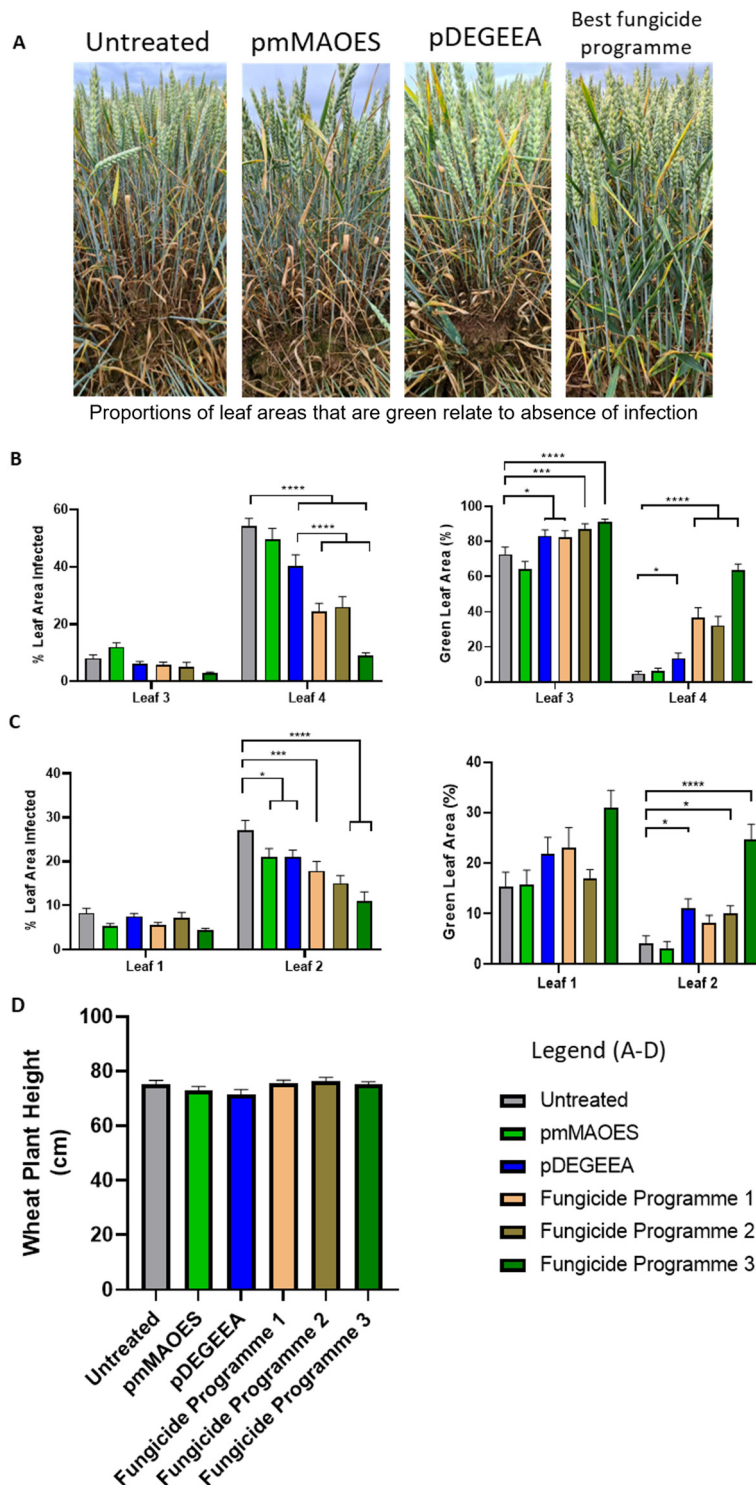 A
Untreated
pmMAOES
pDEGEEA
Best fungicide
programme
Proportions of leaf areas that are green relate to absence of infection
B
% Leaf Area Infected
60
40
20
0
****
****
Leaf 3
Leaf 4
Green Leaf Area (%)
100
80
60
40
20
0
****
***
*
****
*
Leaf 3
Leaf 4
C
% Leaf Area Infected
40
30
20
10
0
****
***
*
Leaf 1
Leaf 2
Green Leaf Area (%)
40
30
20
10
0
****
*
*
Leaf 1
Leaf 2
D
Wheat Plant Height
(cm)
100
80
60
40
20
0
Untreated
pmMAOES
pDEGEEA
Fungicide Programme 1
Fungicide Programme 2
Fungicide Programme 3
Legend (A-D)
Untreated
pmMAOES
pDEGEEA
Fungicide Programme 1
Fungicide Programme 2
Fungicide Programme 3